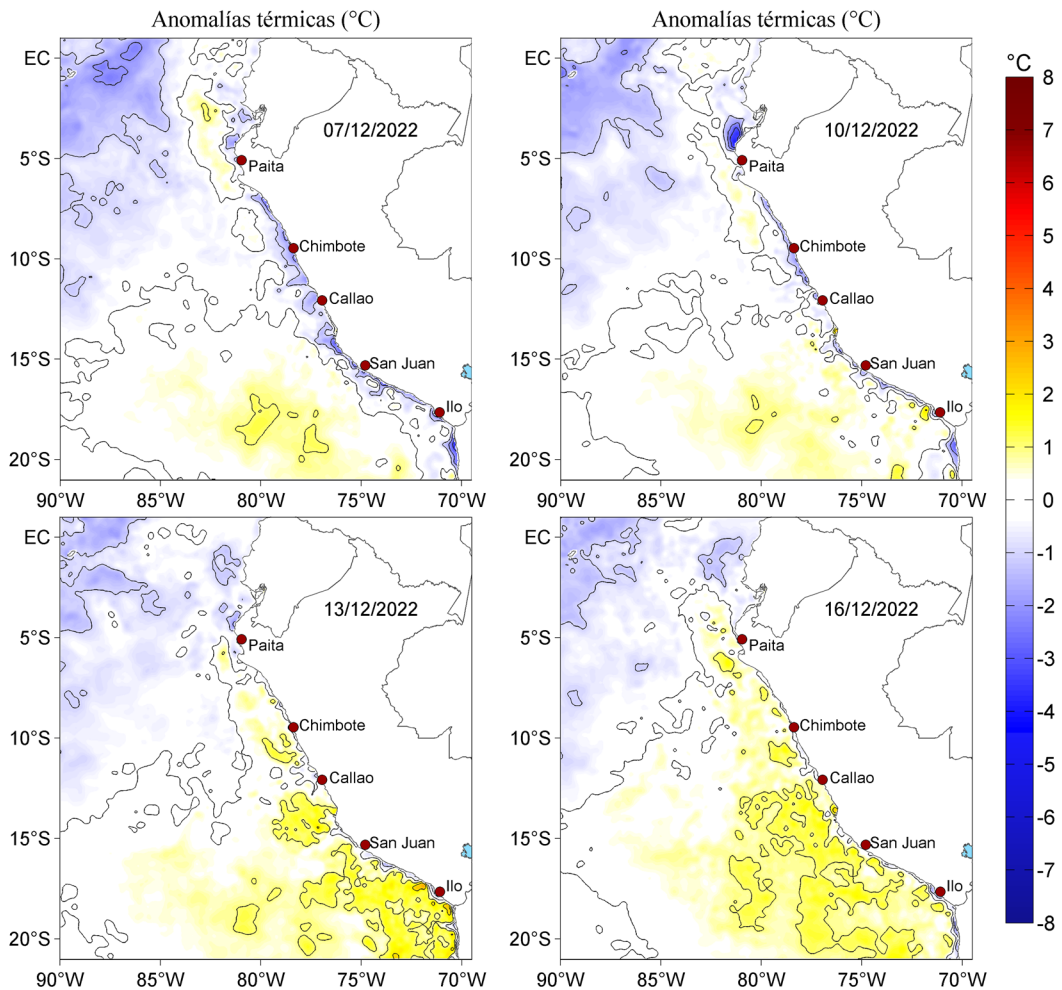 Anomalías térmicas (°C)
Anomalías térmicas (°C)
°C
EC
5°S
10°S
15°S
20°S
07/12/2022
Paita
Chimbote
Callao
San Juan
Ilo
90°W
85°W
80°W
75°W
70°W
EC
5°S
10°S
15°S
20°S
10/12/2022
Paita
Chimbote
Callao
San Juan
Ilo
90°W
85°W
80°W
75°W
70°W
EC
5°S
10°S
15°S
20°S
13/12/2022
Paita
Chimbote
Callao
San Juan
Ilo
90°W
85°W
80°W
75°W
70°W
EC
5°S
10°S
15°S
20°S
16/12/2022
Paita
Chimbote
Callao
San Juan
Ilo
90°W
85°W
80°W
75°W
70°W
8
7
6
5
4
3
2
1
0
-1
-2
-3
-4
-5
-6
-7
-8